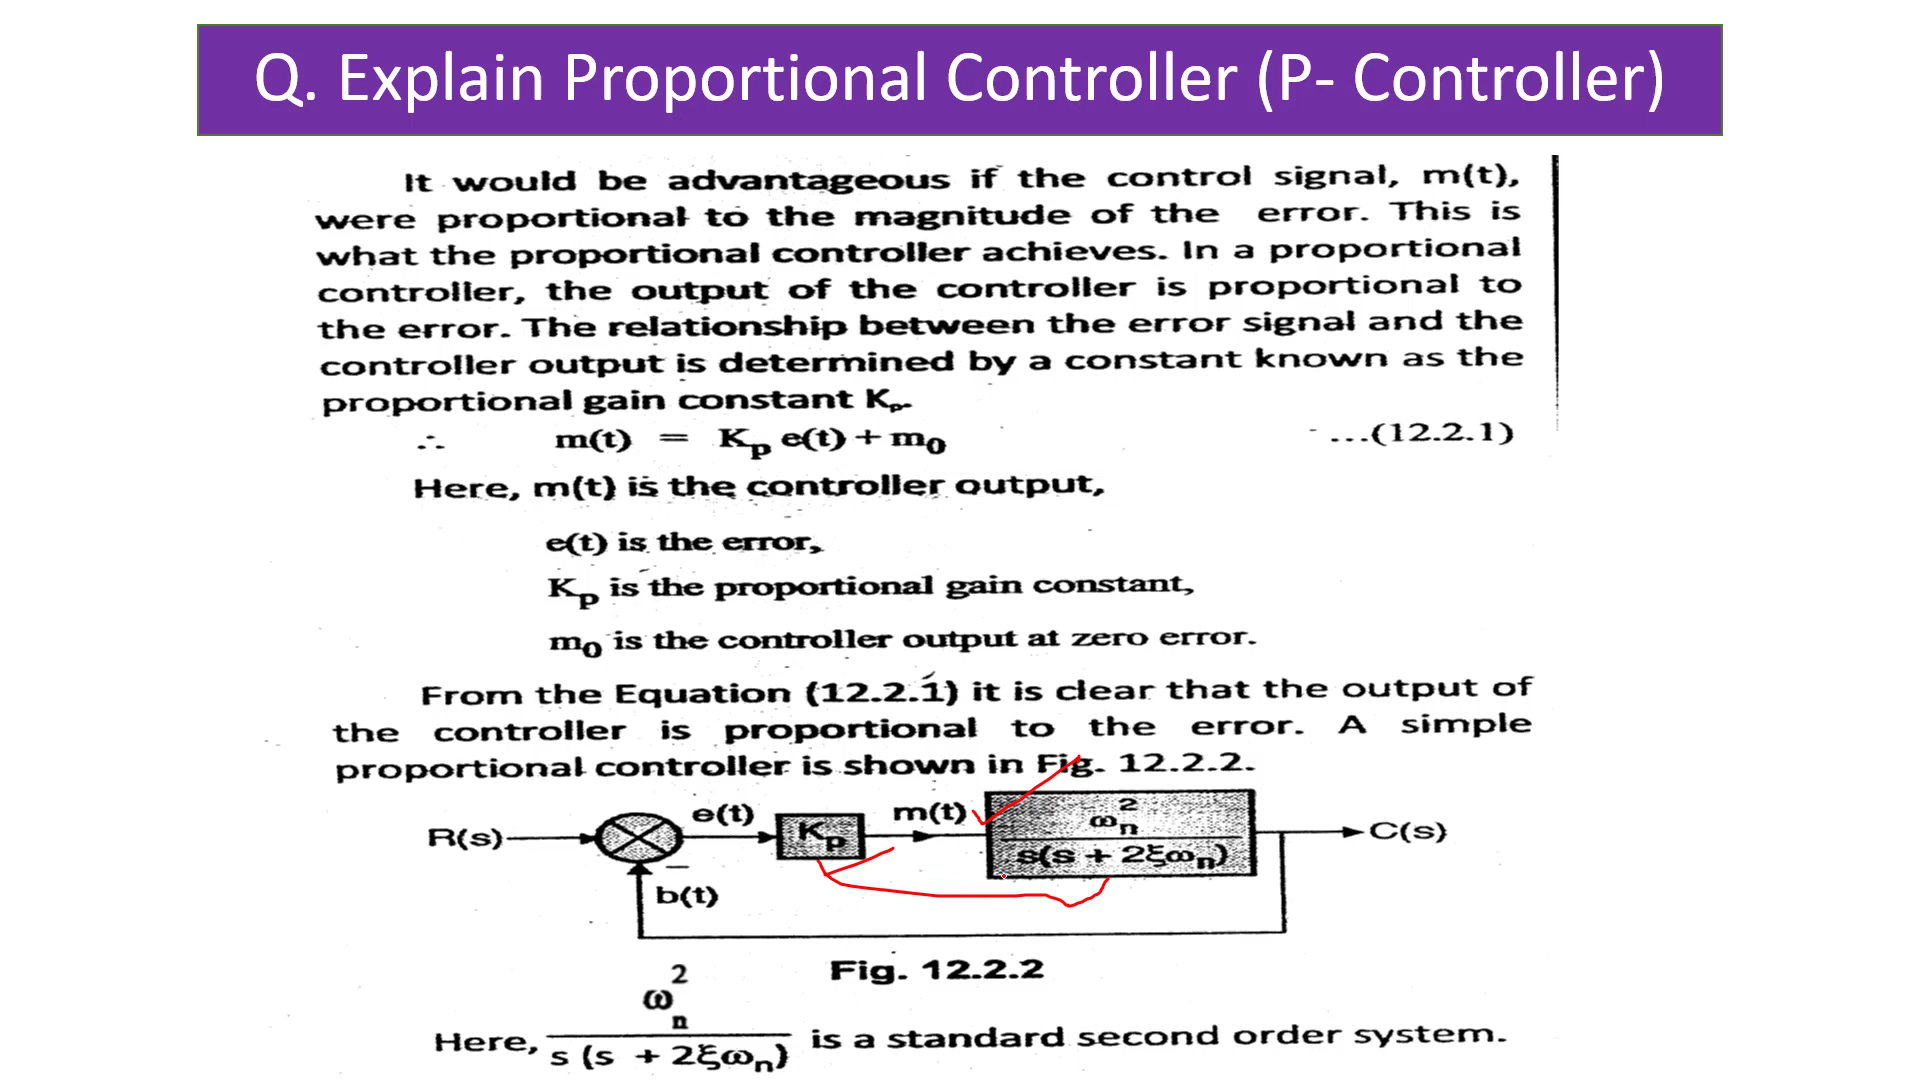 Q. Explain Proportional Controller (P- Controller)
It would be advantageous if the control signal, m(t),
were proportional to the magnitude of the error. This is
what the proportional controller achieves. In a proportional
controller, the output of the controller is proportional to
the error. The relationship between the error signal and the
controller output is determined by a constant known as the
proportional gain constant Kp.
∴ m(t) = Kp e(t) + m0 ...(12.2.1)
Here, m(t) is the controller output,
e(t) is the error,
Kp is the proportional gain constant,
m0 is the controller output at zero error.
From the Equation (12.2.1) it is clear that the output of
the controller is proportional to the error. A simple
proportional controller is shown in Fig. 12.2.2.
R(s) e(t) Kp m(t) ωn² / s(s + 2ξωn) C(s)
−
b(t)
Fig. 12.2.2
Here, ωn² / s (s + 2ξωn) is a standard second order system.